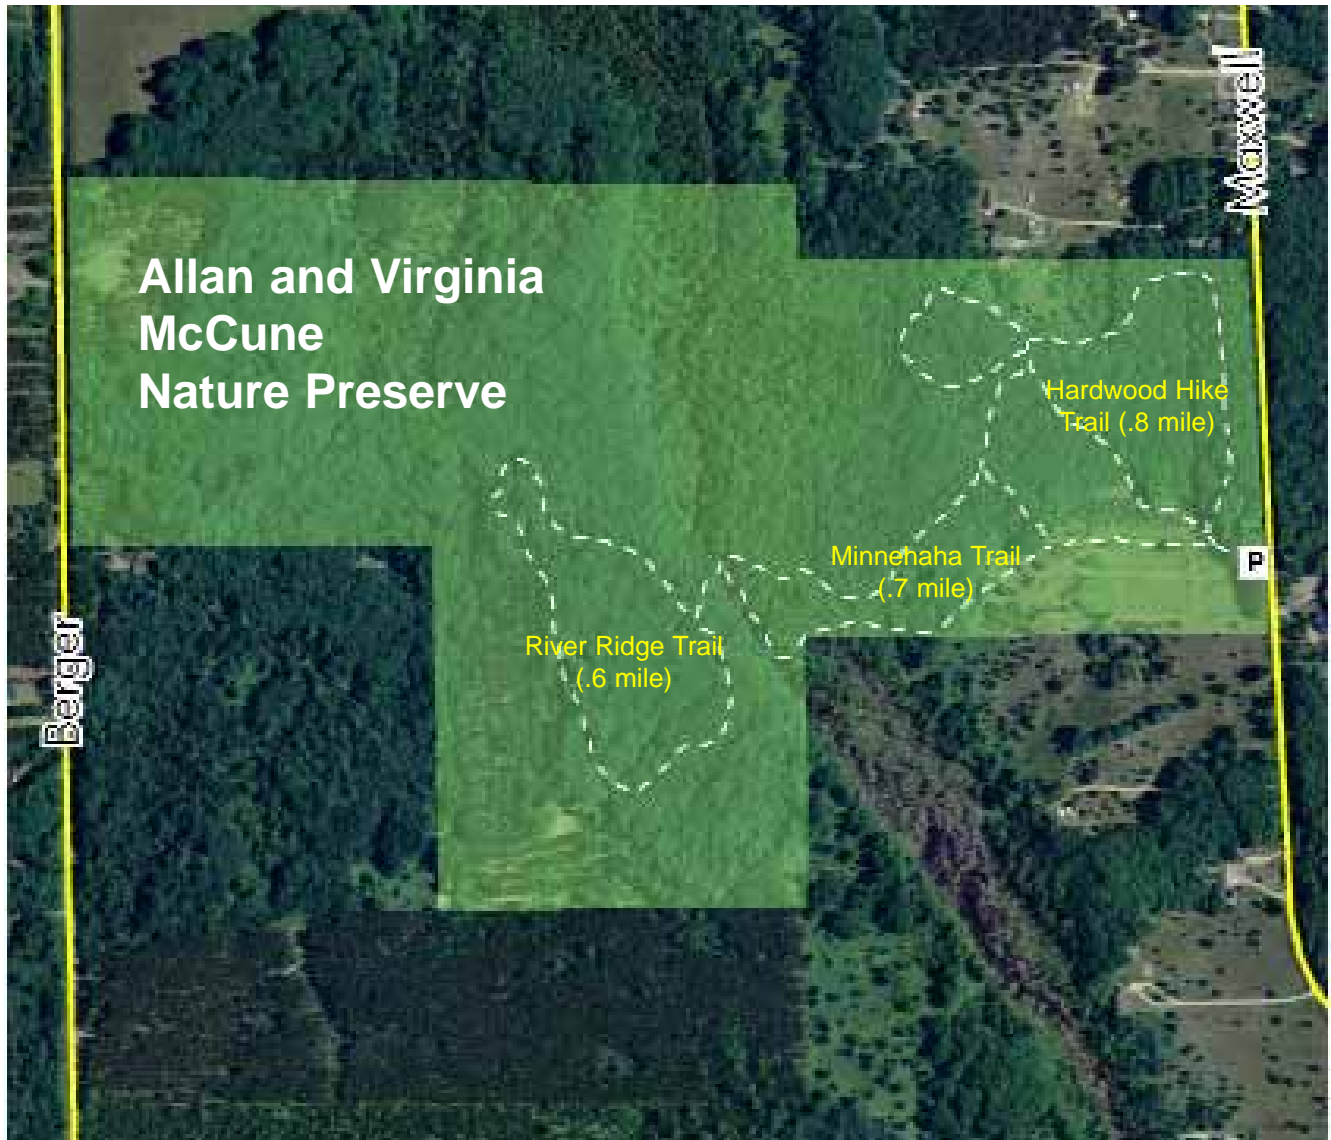 Maxwell
Allan and Virginia
McCune
Nature Preserve
Hardwood Hike
Trail (.8 mile)
Minnehaha Trail
(.7 mile)
P
River Ridge Trail
(.6 mile)
Berger